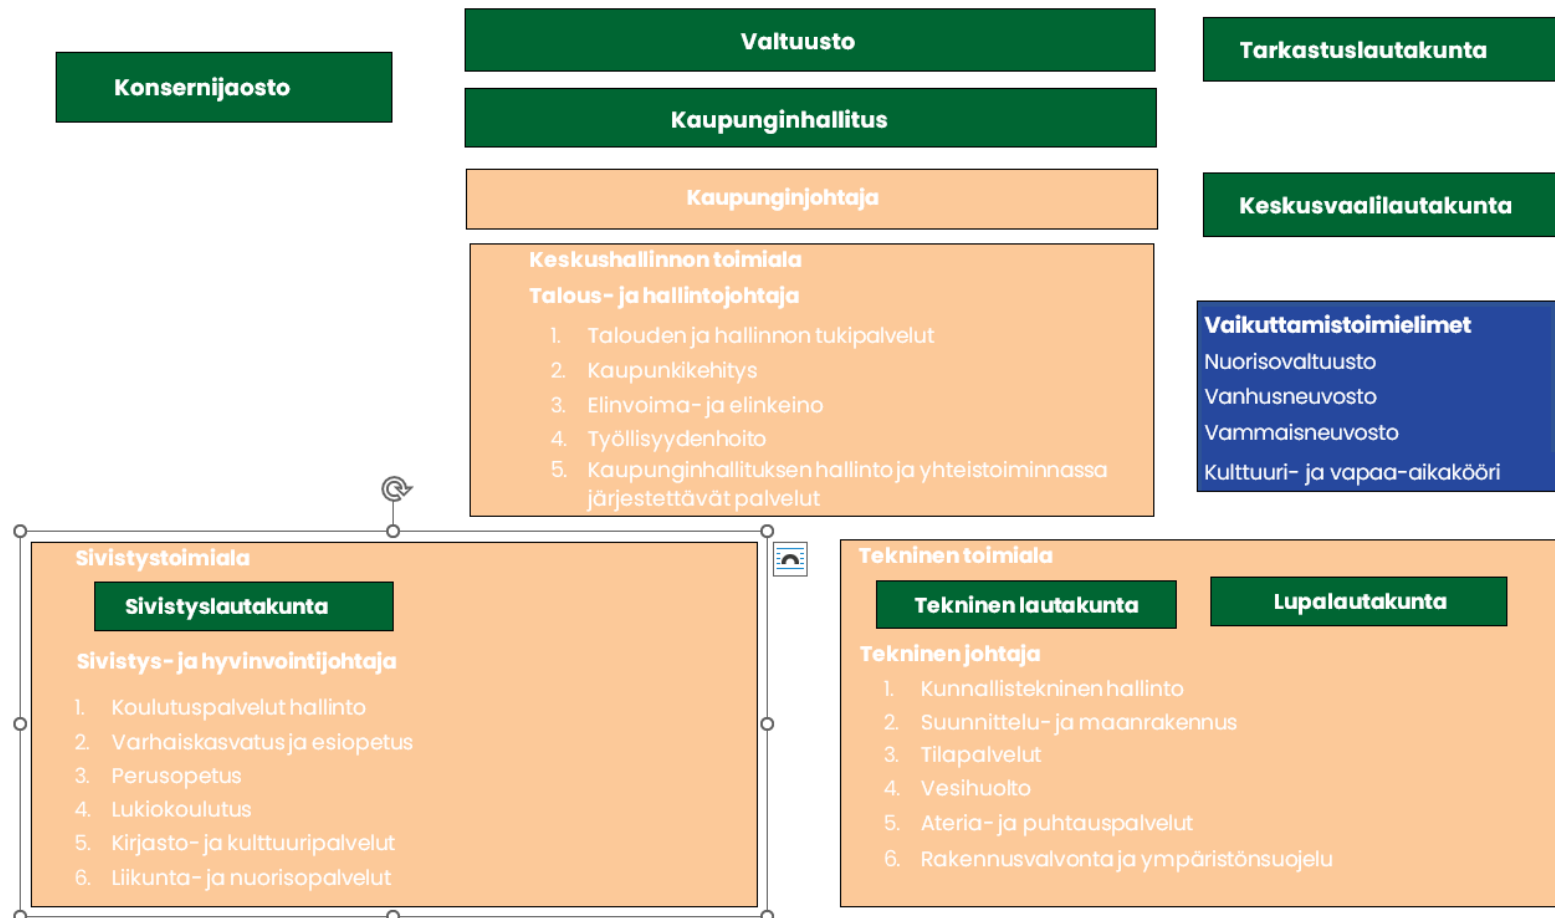 Valtuusto
Konsernijaosto
Tarkastuslautakunta
Kaupunginhallitus
Kaupunginjohtaja
Keskusvaalilautakunta
Keskushallinnon toimiala
Talous- ja hallintojohtaja
1. Talouden ja hallinnon tukipalvelut
2. Kaupunkikehitys
3. Elinvoima- ja elinkeino
4. Työllisyydenhoito
5. Kaupunginhallituksen hallinto ja yhteistoiminnassa
järjestettävät palvelut
Vaikuttamistoimielimet
Nuorisovaltuusto
Vanhusneuvosto
Vammaisneuvosto
Kulttuuri- ja vapaa-aikakööri
Sivistystoimiala
Sivistyslautakunta
Sivistys- ja hyvinvointijohtaja
1. Koulutuspalvelut hallinto
2. Varhaiskasvatus ja esiopetus
3. Perusopetus
4. Lukiokoulutus
5. Kirjasto- ja kulttuuripalvelut
6. Liikunta- ja nuorisopalvelut
Tekninen toimiala
Tekninen lautakunta
Lupalautakunta
Tekninen johtaja
1. Kunnallistekninen hallinto
2. Suunnittelu- ja maanrakennus
3. Tilapalvelut
4. Vesihuolto
5. Ateria- ja puhtauspalvelut
6. Rakennusvalvonta ja ympäristönsuojelu